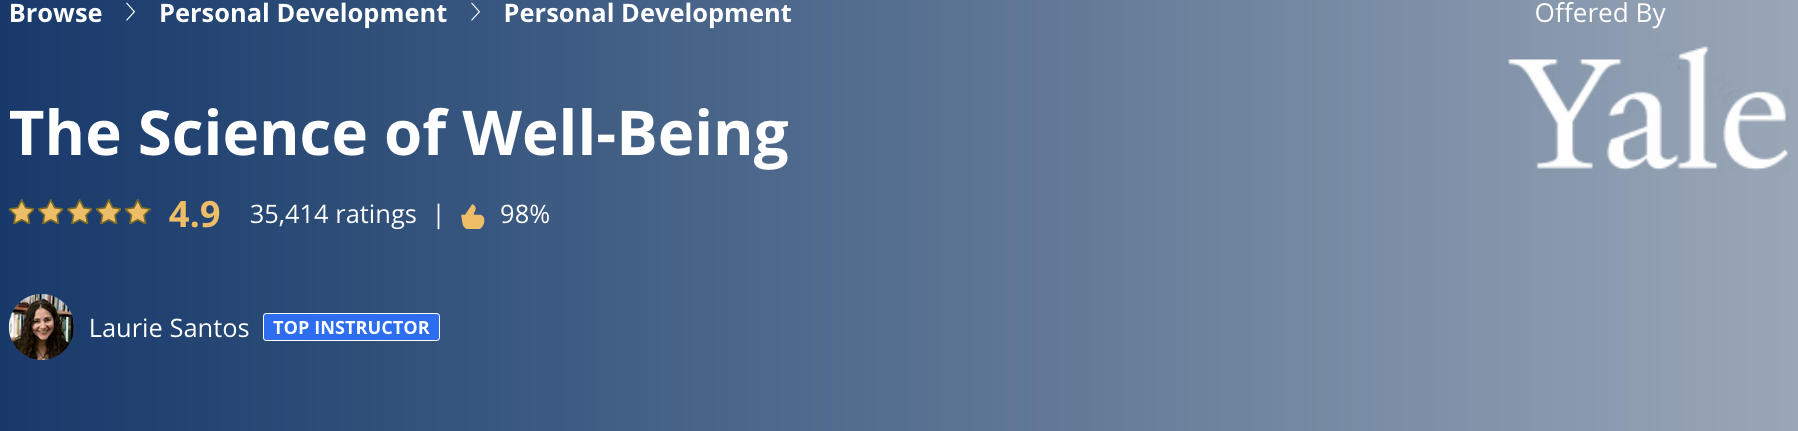 Browse > Personal Development > Personal Development
Offered By
Yale
The Science of Well-Being
4.9 35,414 ratings | 98%
Laurie Santos TOP INSTRUCTOR